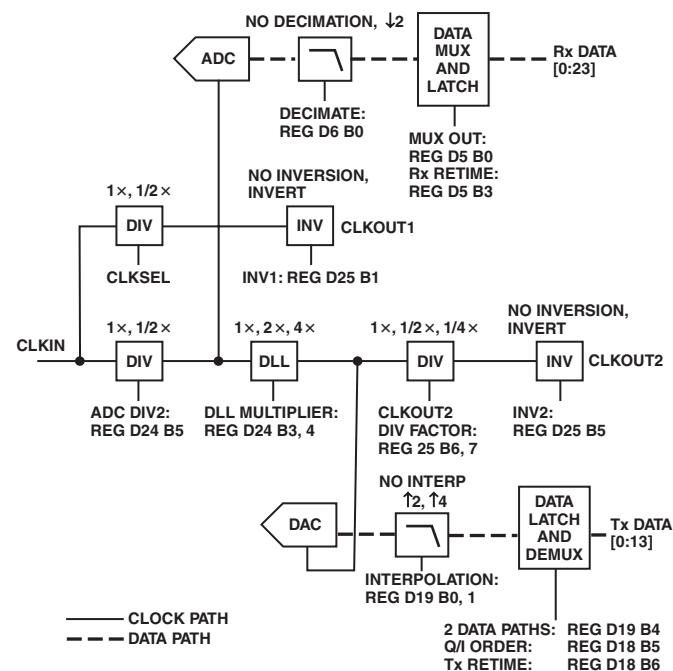 NO DECIMATION, ↓2
ADC
DATA
MUX
AND
LATCH
Rx DATA
[0:23]
DECIMATE:
REG D6 B0
MUX OUT:
REG D5 B0
Rx RETIME:
REG D5 B3
NO INVERSION,
INVERT
1×, 1/2×
DIV
INV
CLKOUT1
CLKSEL
INV1: REG D25 B1
NO INVERSION,
INVERT
1×, 1/2×
1×, 2×, 4×
1×, 1/2×, 1/4×
CLKIN
DIV
DLL
DIV
INV
CLKOUT2
ADC DIV2:
REG D24 B5
DLL MULTIPLIER:
REG D24 B3, 4
CLKOUT2
DIV FACTOR:
REG 25 B6, 7
INV2:
REG D25 B5
NO INTERP
↑2, ↑4
DAC
DATA
LATCH
AND
DEMUX
Tx DATA
[0:13]
INTERPOLATION:
REG D19 B0, 1
CLOCK PATH
DATA PATH
2 DATA PATHS: REG D19 B4
Q/I ORDER: REG D18 B5
Tx RETIME: REG D18 B6